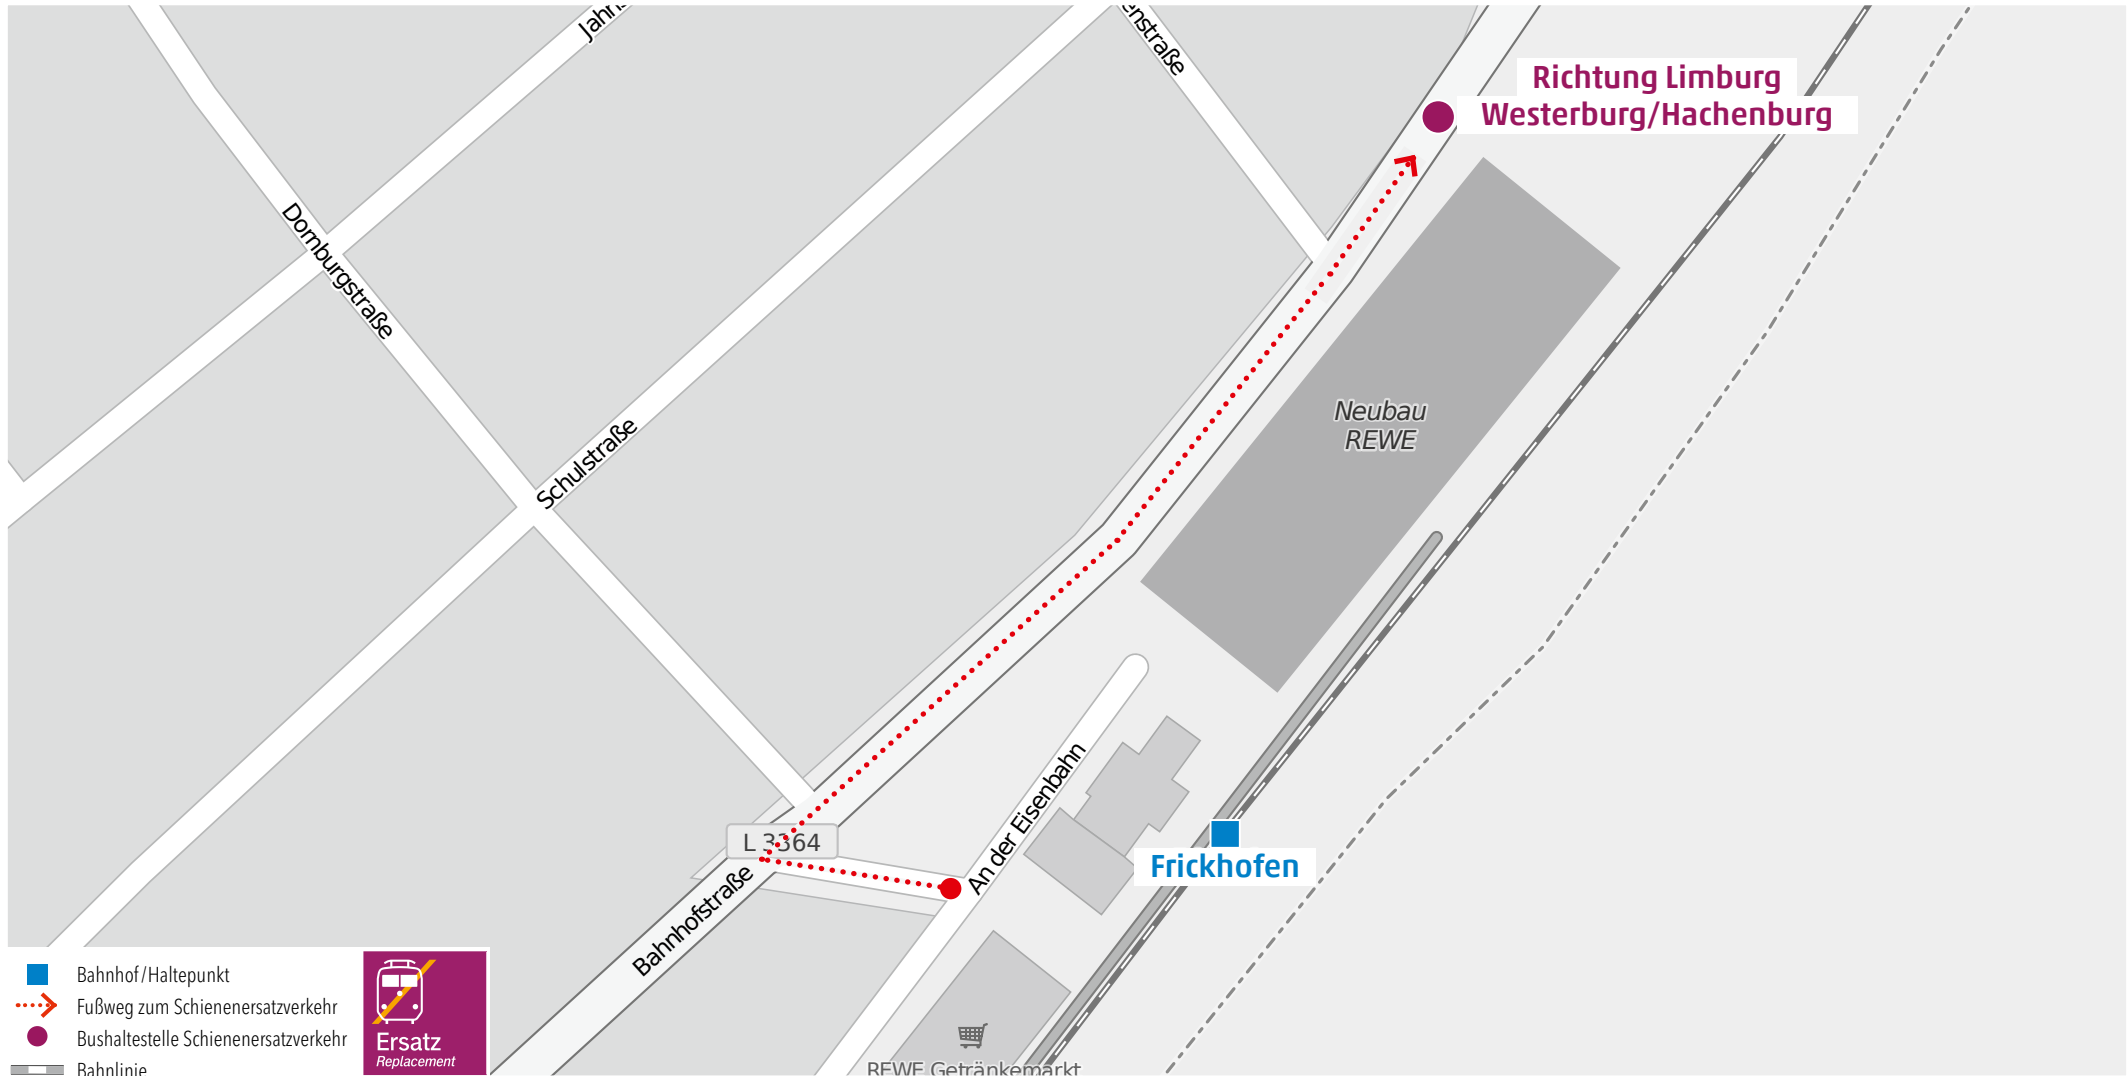 enstraße
Richtung Limburg
Westerburg/Hachenburg
Dornburgstraße
Schulstraße
Neubau
REWE
An der Eisenbahn
L 3364
Bahnhofstraße
Frickhofen
Bahnhof/Haltepunkt
Fußweg zum Schienenersatzverkehr
Bushaltestelle Schienenersatzverkehr
Bahnlinie
Ersatz
Replacement
REWE Getränkemarkt